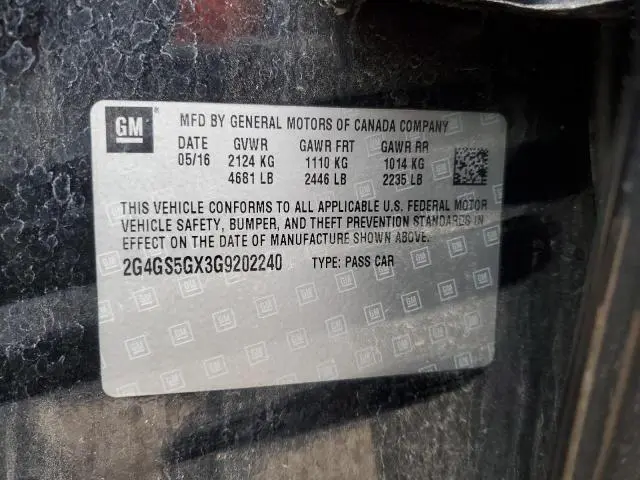 GM ® MFD BY GENERAL MOTORS OF CANADA COMPANY
DATE GVWR GAWR FRT GAWR RR
05/16 2124 KG 1110 KG 1014 KG
4681 LB 2446 LB 2235 LB
THIS VEHICLE CONFORMS TO ALL APPLICABLE U.S. FEDERAL MOTOR
VEHICLE SAFETY, BUMPER, AND THEFT PREVENTION STANDARDS IN
EFFECT ON THE DATE OF MANUFACTURE SHOWN ABOVE.
2G4GS5GX3G9202240 TYPE: PASS CAR